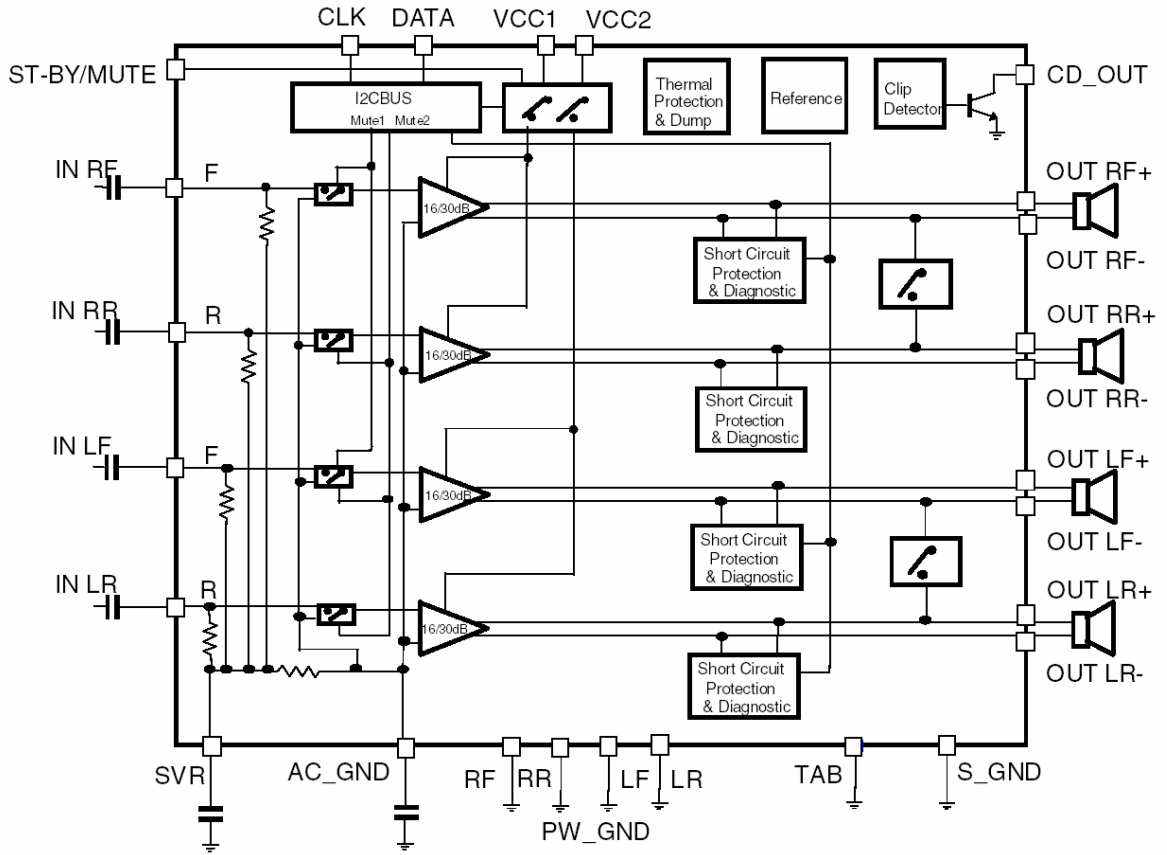 CLK DATA VCC1 VCC2
ST-BY/MUTE
I2CBUS
Mute1 Mute2
Thermal
Protection
& Dump
Reference
Clip
Detector
CD_OUT
IN RF
F
16/30dB
OUT RF+
Short Circuit
Protection
& Diagnostic
OUT RF-
IN RR
R
16/30dB
OUT RR+
Short Circuit
Protection
& Diagnostic
OUT RR-
IN LF
F
16/30dB
OUT LF+
Short Circuit
Protection
& Diagnostic
OUT LF-
IN LR
R
16/30dB
OUT LR+
Short Circuit
Protection
& Diagnostic
OUT LR-
SVR AC_GND RF RR LF LR TAB S_GND
PW_GND